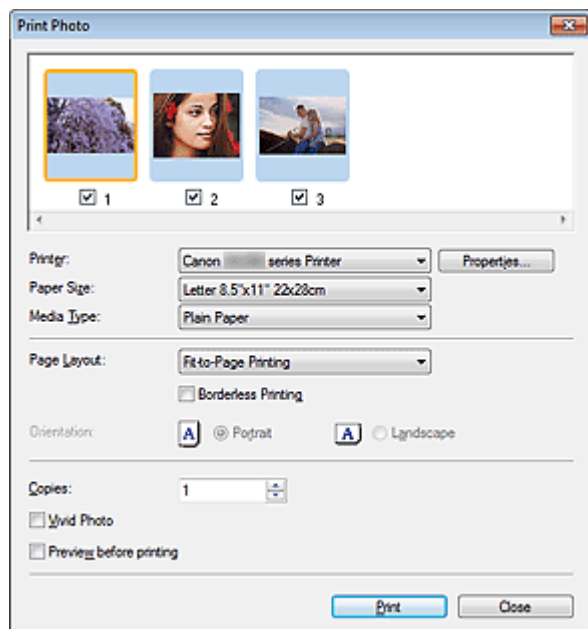 Print Photo
1 2 3
Printer: Canon series Printer Properties...
Paper Size: Letter 8.5"x11" 22x28cm
Media Type: Plain Paper
Page Layout: Fit-to-Page Printing
Borderless Printing
Orientation: A Portrait A Landscape
Copies: 1
Vivid Photo
Preview before printing
Print Close